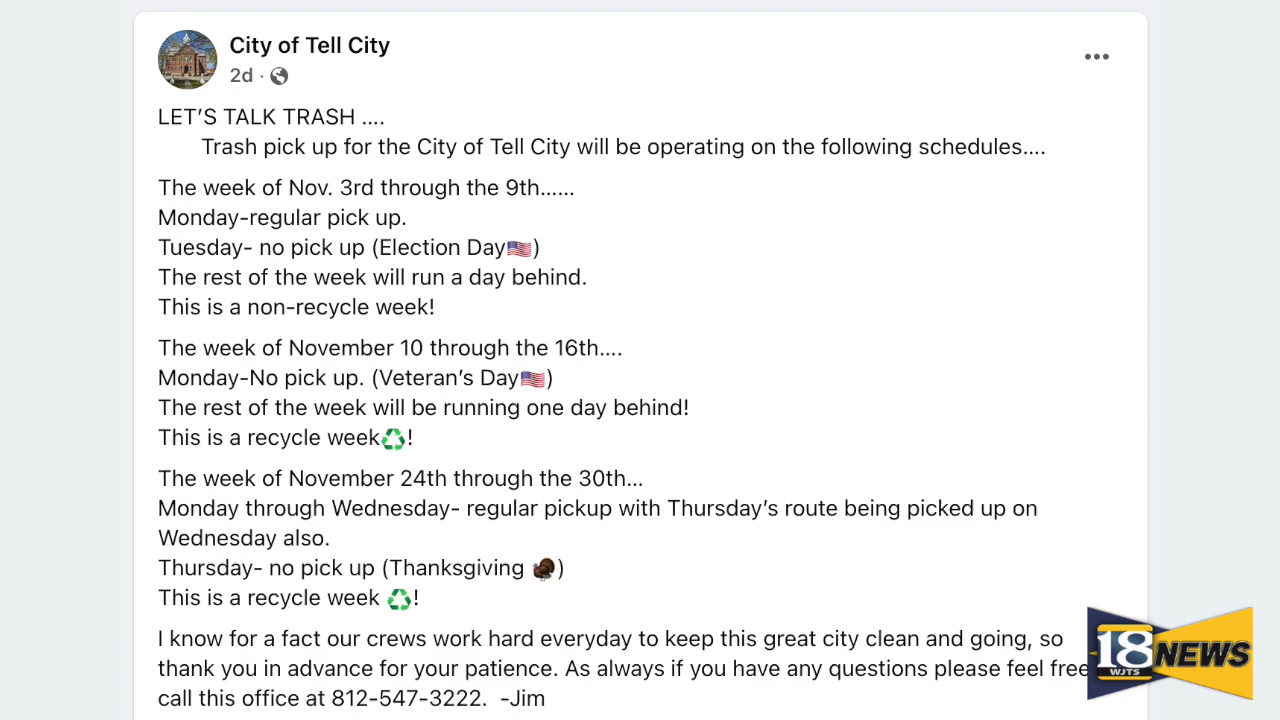 City of Tell City
2d ·
LET’S TALK TRASH ....
Trash pick up for the City of Tell City will be operating on the following schedules....
The week of Nov. 3rd through the 9th......
Monday-regular pick up.
Tuesday- no pick up (Election Day🇺🇸)
The rest of the week will run a day behind.
This is a non-recycle week!
The week of November 10 through the 16th....
Monday-No pick up. (Veteran’s Day🇺🇸)
The rest of the week will be running one day behind!
This is a recycle week♻️!
The week of November 24th through the 30th...
Monday through Wednesday- regular pickup with Thursday’s route being picked up on
Wednesday also.
Thursday- no pick up (Thanksgiving 🦃)
This is a recycle week ♻️!
I know for a fact our crews work hard everyday to keep this great city clean and going, so
thank you in advance for your patience. As always if you have any questions please feel free
call this office at 812-547-3222.  -Jim
18 NEWS
WJTS